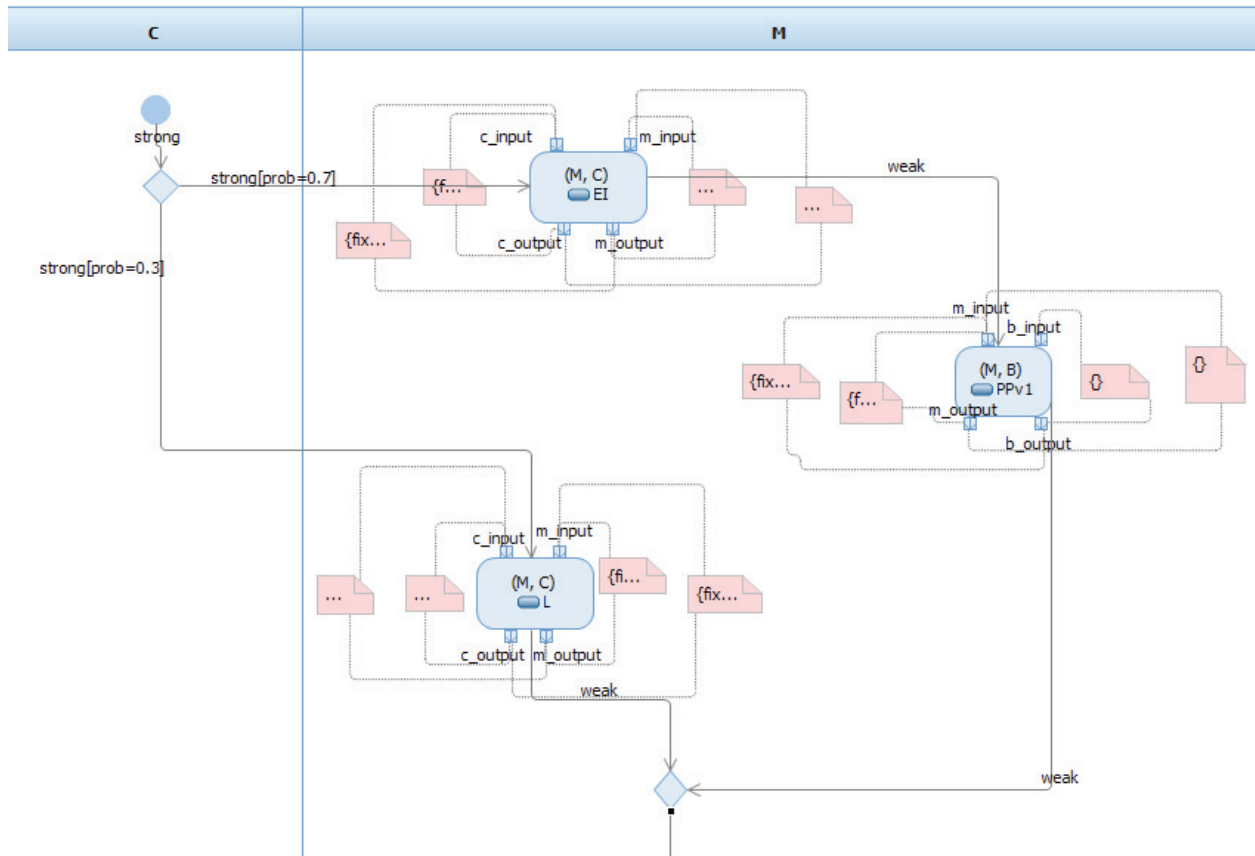 C
M
strong
c_input
m_input
(M, C)
EI
weak
strong[prob=0.7]
{f...
...
...
{fix...
c_output
m_output
strong[prob=0.3]
m_input
b_input
(M, B)
PPv1
{fix...
{f...
{}
{}
m_output
b_output
c_input
m_input
(M, C)
L
...
...
{fi...
{fix...
c_output
m_output
weak
weak